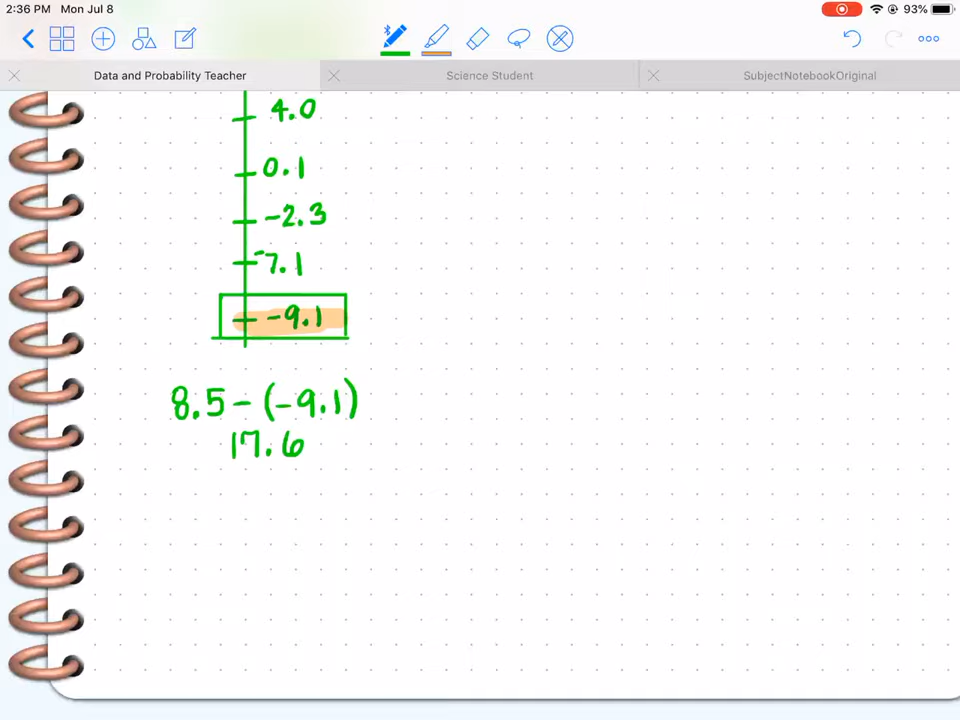 2:36 PM Mon Jul 8
93%
Data and Probability Teacher
Science Student
SubjectNotebookOriginal
4.0
0.1
-2.3
-7.1
-9.1
8.5-(-9.1)
17.6